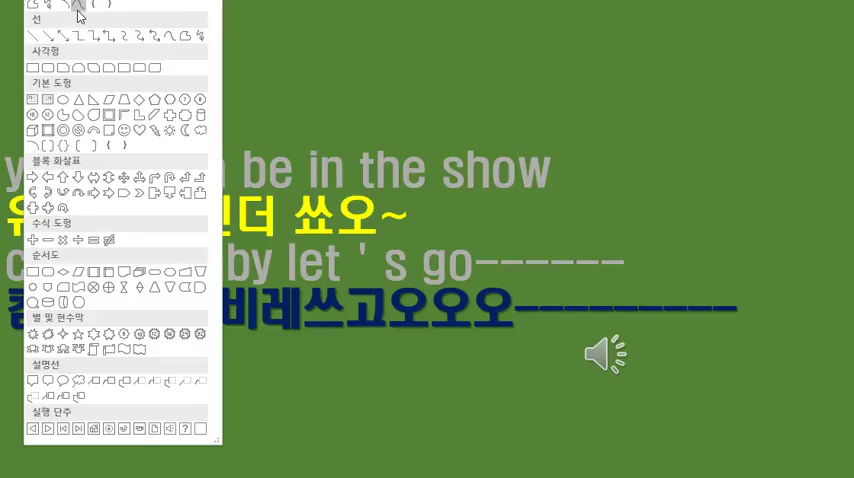 선
사각형
기본 도형
블록 화살표
수식 도형
순서도
별 및 현수막
설명선
실행 단추
be in the show
더 쑈오~
by let ' s go------
비레쓰고오오오---------